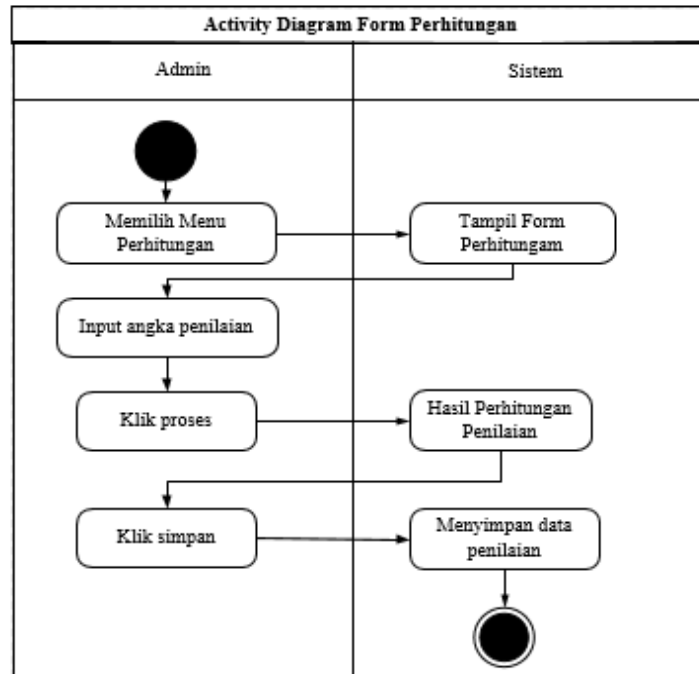 Activity Diagram Form Perhitungan
Admin
Sistem
Memilih Menu
Perhitungan
Tampil Form
Perhitungam
Input angka penilaian
Klik proses
Hasil Perhitungan
Penilaian
Klik simpan
Menyimpan data
penilaian